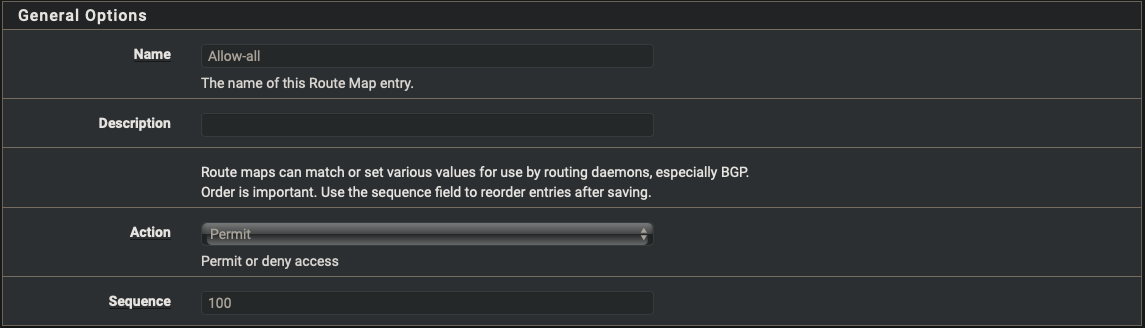 General Options
Name
Allow-all
The name of this Route Map entry.
Description
Route maps can match or set various values for use by routing daemons, especially BGP.
Order is important. Use the sequence field to reorder entries after saving.
Action
Permit
Permit or deny access
Sequence
100